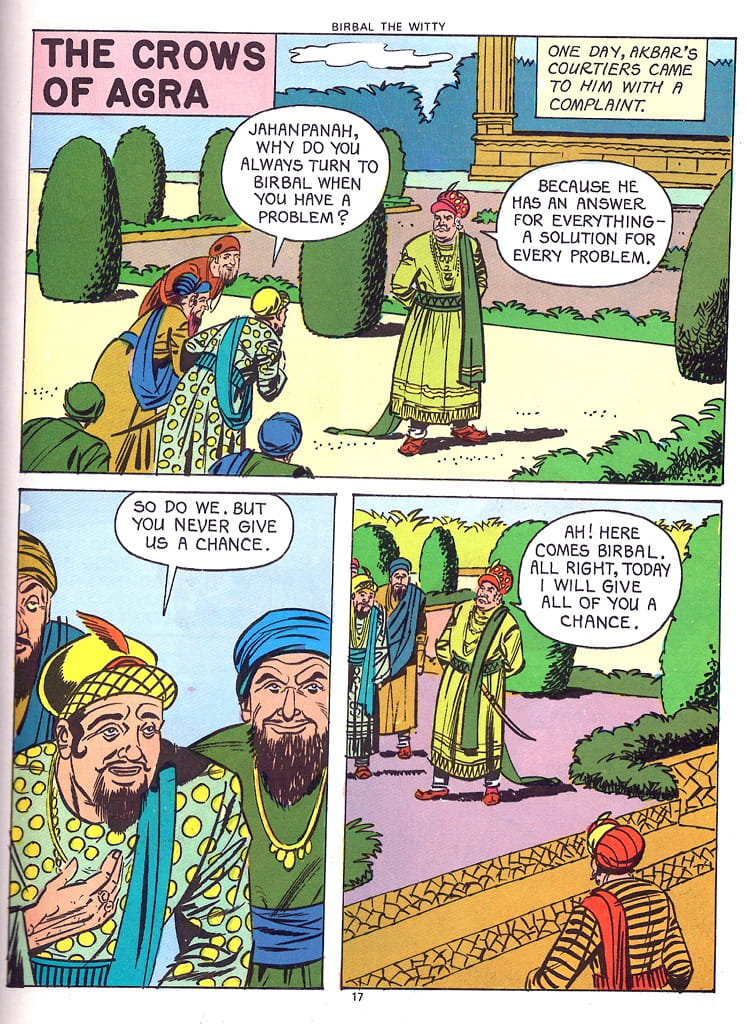 BIRBAL THE WITTY
THE CROWS
OF AGRA
ONE DAY, AKBAR'S
COURTIERS CAME
TO HIM WITH A
COMPLAINT.
JAHANPANAH,
WHY DO YOU
ALWAYS TURN TO
BIRBAL WHEN
YOU HAVE A
PROBLEM?
BECAUSE HE
HAS AN ANSWER
FOR EVERYTHING—
A SOLUTION FOR
EVERY PROBLEM.
SO DO WE. BUT
YOU NEVER GIVE
US A CHANCE.
AH! HERE
COMES BIRBAL.
ALL RIGHT, TODAY
I WILL GIVE
ALL OF YOU A
CHANCE.
17